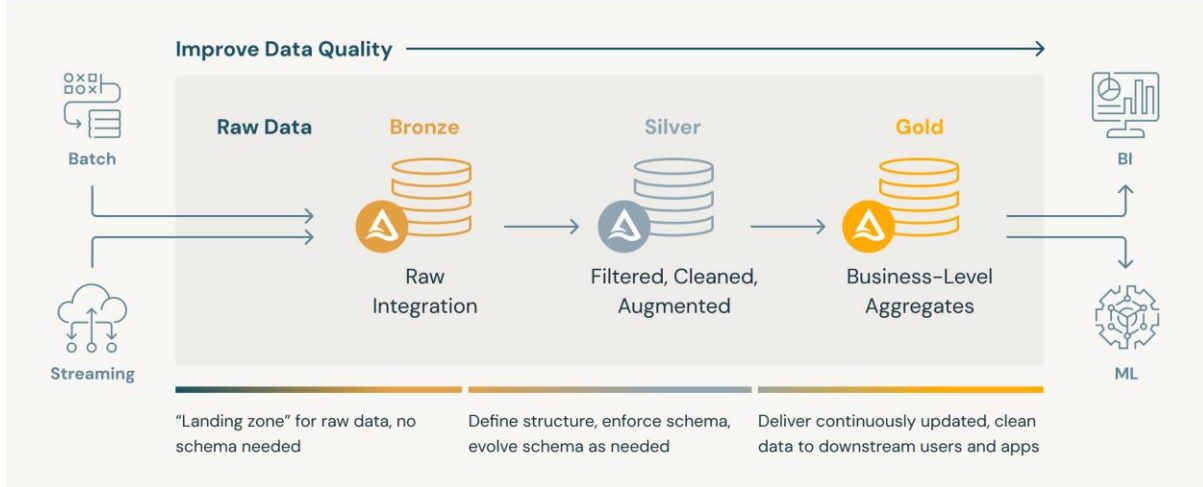 Improve Data Quality
Batch
Streaming
Raw Data
Bronze
Raw
Integration
Silver
Filtered, Cleaned,
Augmented
Gold
Business-Level
Aggregates
BI
ML
“Landing zone” for raw data, no
schema needed
Define structure, enforce schema,
evolve schema as needed
Deliver continuously updated, clean
data to downstream users and apps